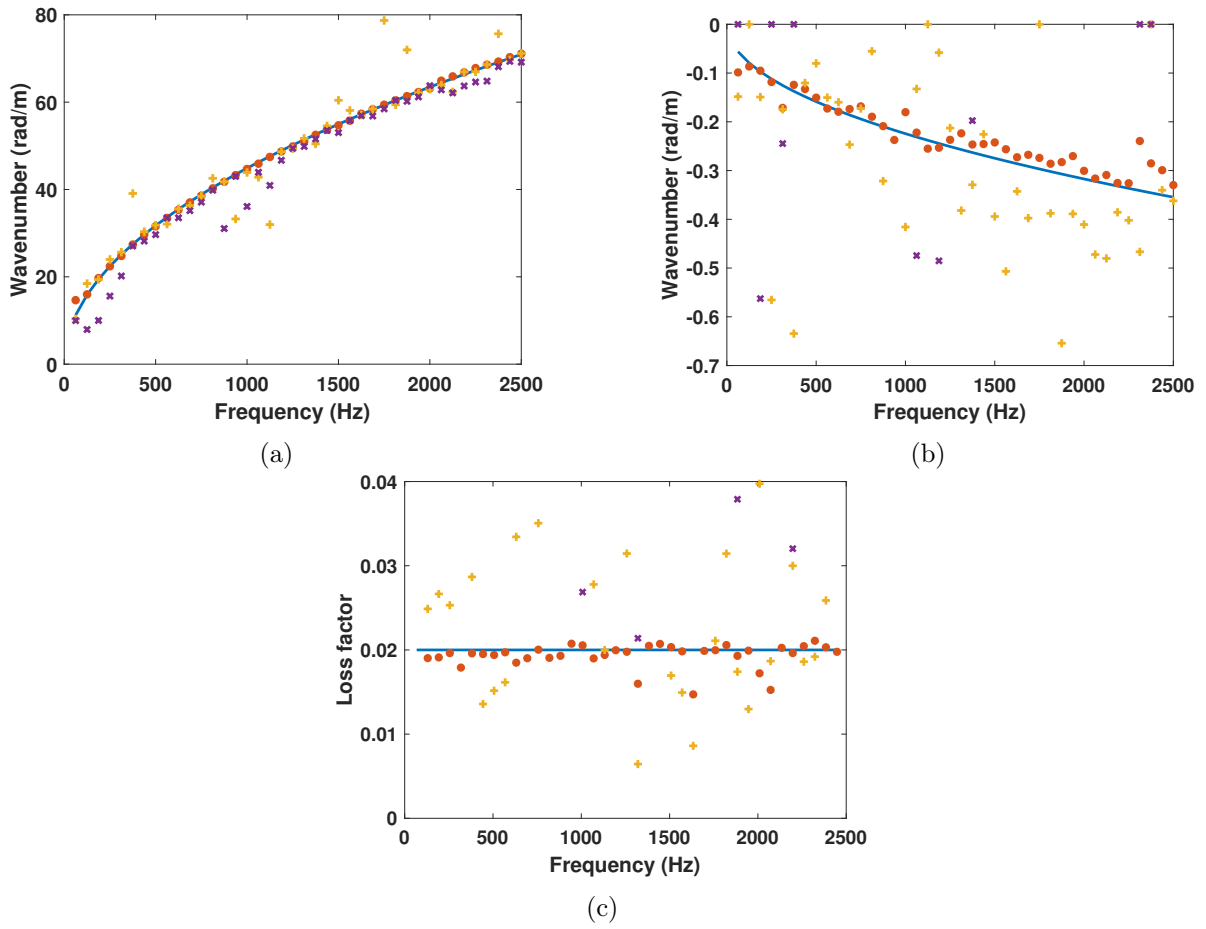 80
60
40
20
0
Wavenumber (rad/m)
0 500 1000 1500 2000 2500
Frequency (Hz)
(a)
0
-0.1
-0.2
-0.3
-0.4
-0.5
-0.6
-0.7
Wavenumber (rad/m)
0 500 1000 1500 2000 2500
Frequency (Hz)
(b)
0.04
0.03
0.02
0.01
0
Loss factor
0 500 1000 1500 2000 2500
Frequency (Hz)
(c)